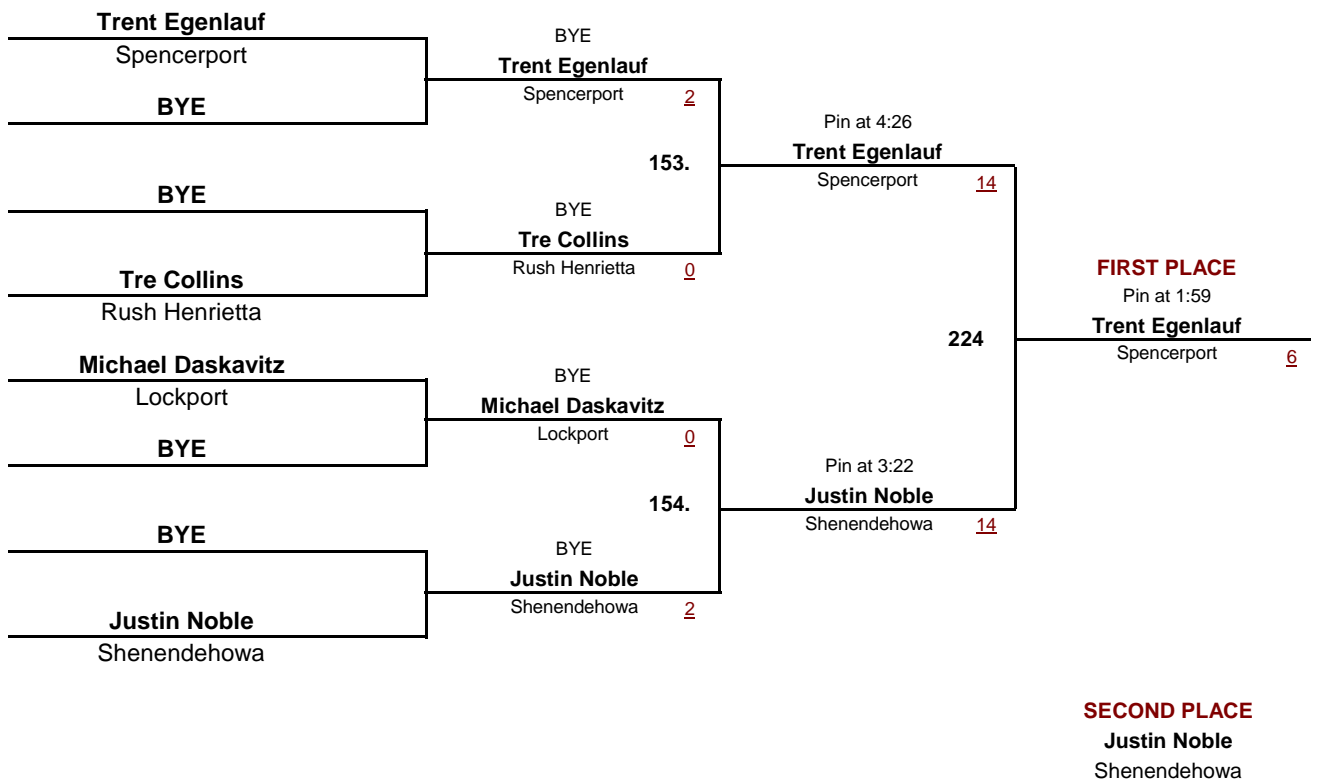 Trent Egenlauf
Spencerport
BYE
BYE
Tre Collins
Rush Henrietta
Michael Daskavitz
Lockport
BYE
BYE
Justin Noble
Shenendehowa
BYE
Trent Egenlauf
Spencerport 2
153.
BYE
Tre Collins
Rush Henrietta 0
BYE
Michael Daskavitz
Lockport 0
154.
BYE
Justin Noble
Shenendehowa 2
Pin at 4:26
Trent Egenlauf
Spencerport 14
224
Pin at 3:22
Justin Noble
Shenendehowa 14
FIRST PLACE
Pin at 1:59
Trent Egenlauf
Spencerport 6
SECOND PLACE
Justin Noble
Shenendehowa